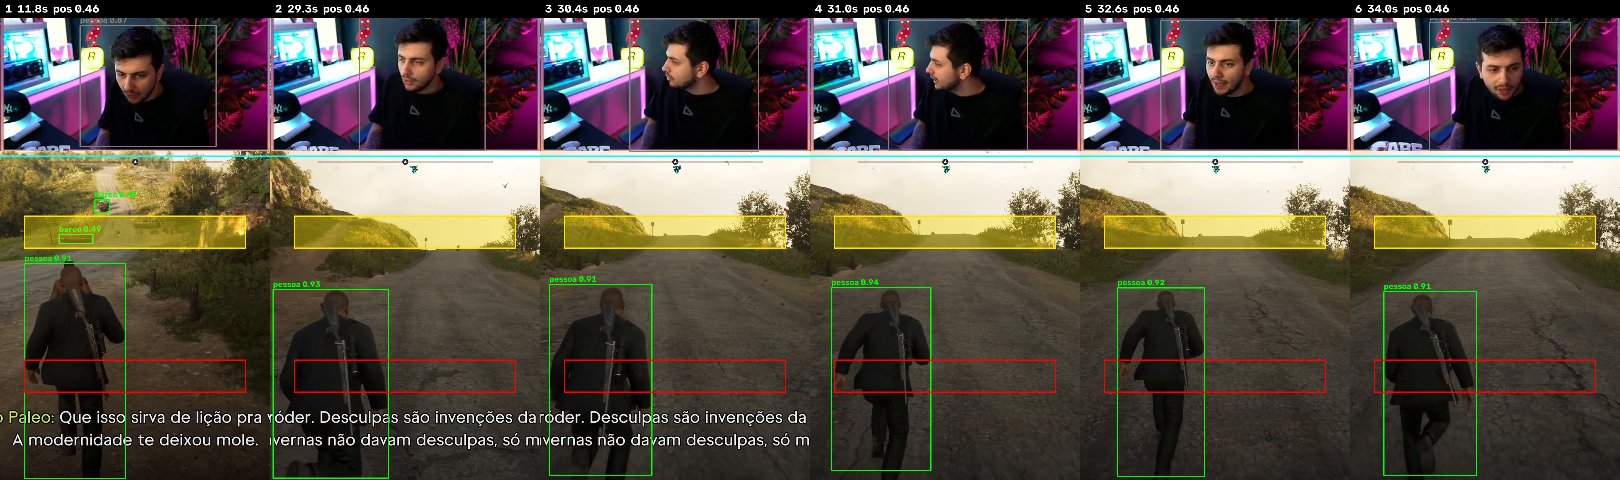 1 11.8s pos 0.46
2 29.3s pos 0.46
3 30.4s pos 0.46
4 31.0s pos 0.46
5 32.6s pos 0.46
6 34.0s pos 0.46
R
R
R
R
R
R
barco 0.49
pessoa 0.91
pessoa 0.93
pessoa 0.91
pessoa 0.94
pessoa 0.92
pessoa 0.91
o Paleo: Que isso sirva de lição pra
A modernidade te deixou mole.
óder. Desculpas são invenções da
vernas não davam desculpas, só m
óder. Desculpas são invenções da
vernas não davam desculpas, só m